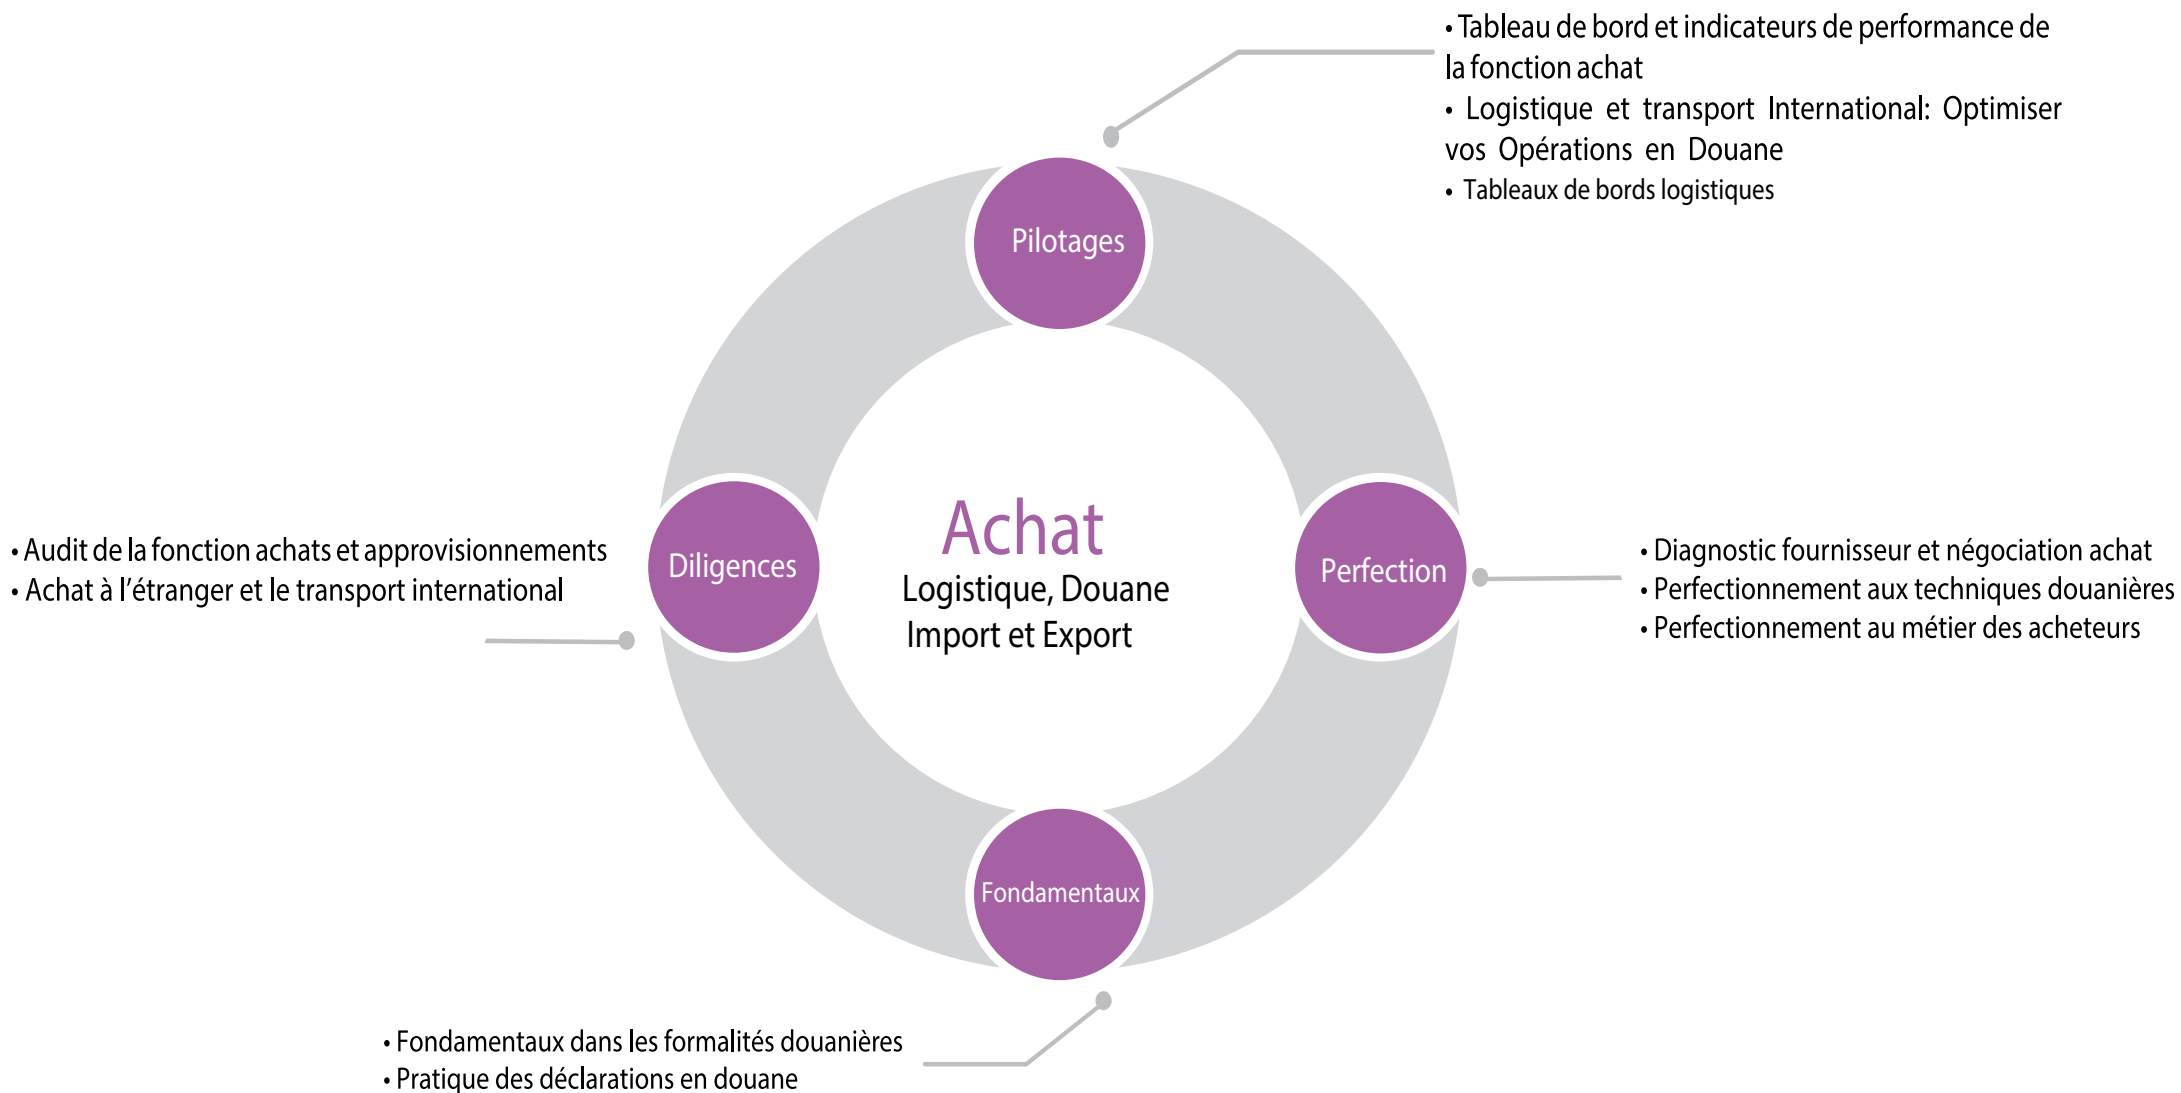 • Tableau de bord et indicateurs de performance de
la fonction achat
• Logistique et transport International: Optimiser
vos Opérations en Douane
• Tableaux de bords logistiques
Pilotages
• Audit de la fonction achats et approvisionnements
• Achat à l’étranger et le transport international
Diligences
Achat
Logistique, Douane
Import et Export
Perfection
• Diagnostic fournisseur et négociation achat
• Perfectionnement aux techniques douanières
• Perfectionnement au métier des acheteurs
Fondamentaux
• Fondamentaux dans les formalités douanières
• Pratique des déclarations en douane